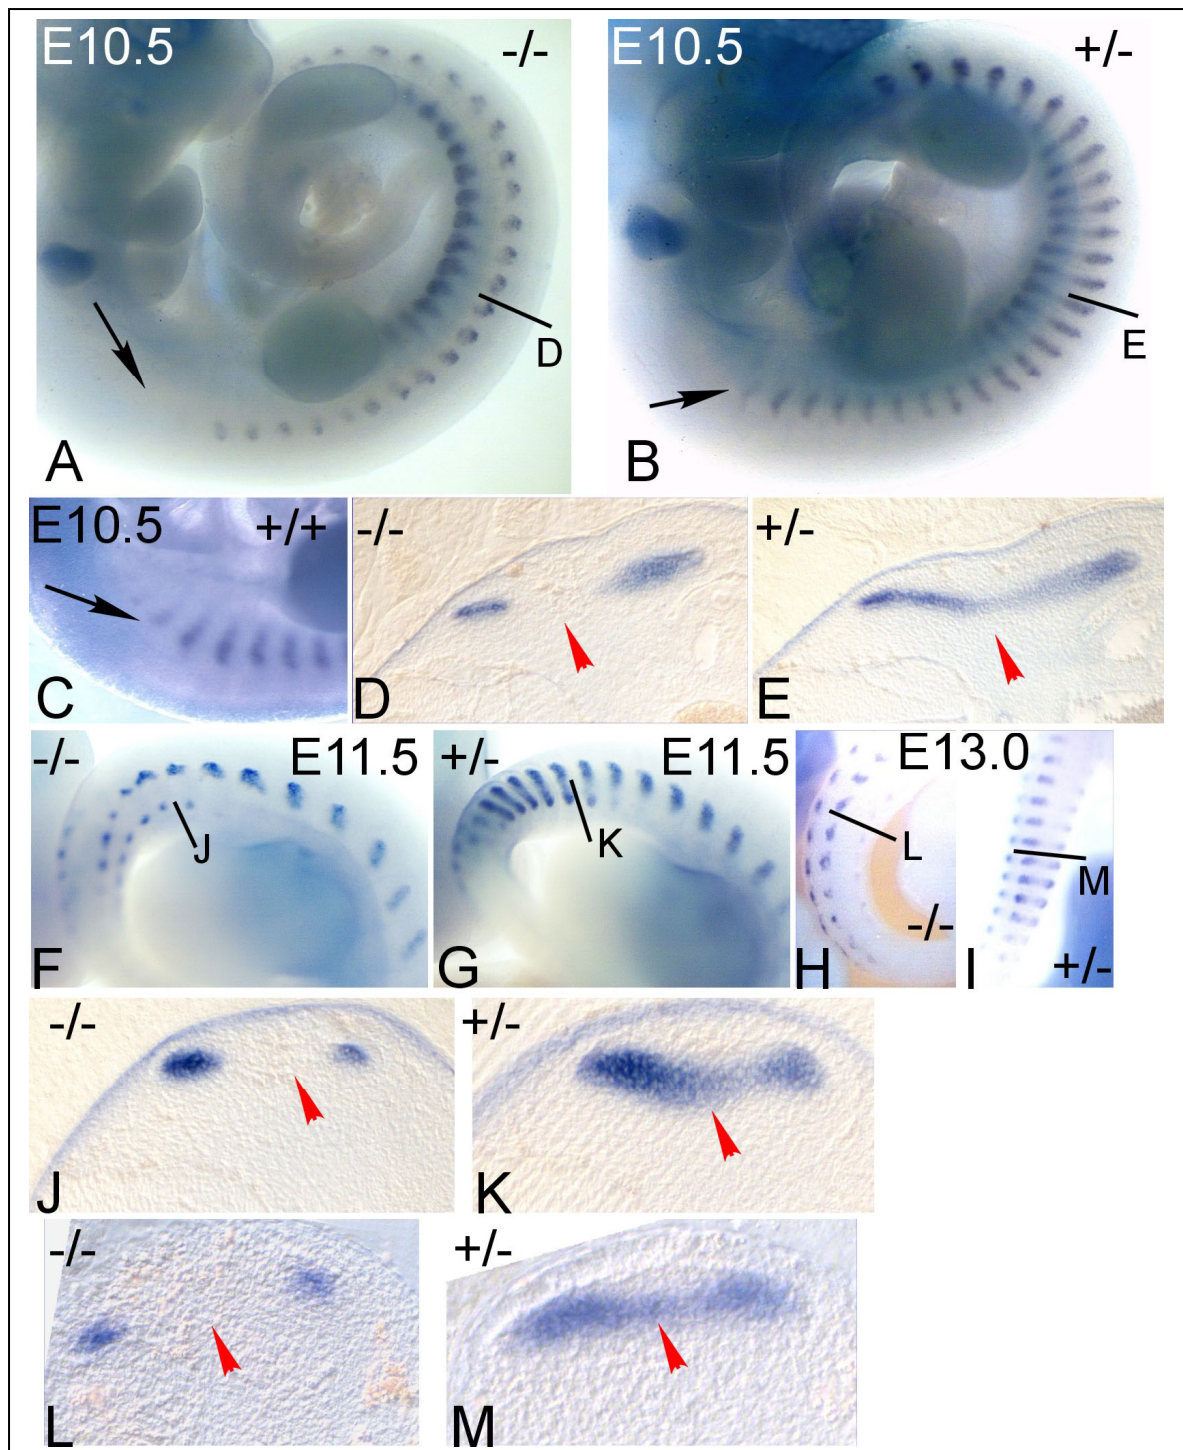 E10.5 -/-
E10.5 +/-
D
E
A
B
E10.5 +/+
-/-
+/-
C
D
E
-/- E11.5
+/- E11.5
E13.0
J
K
L
M
-/-
+/-
F
G
H
I
-/-
+/-
J
K
-/-
+/-
L
M